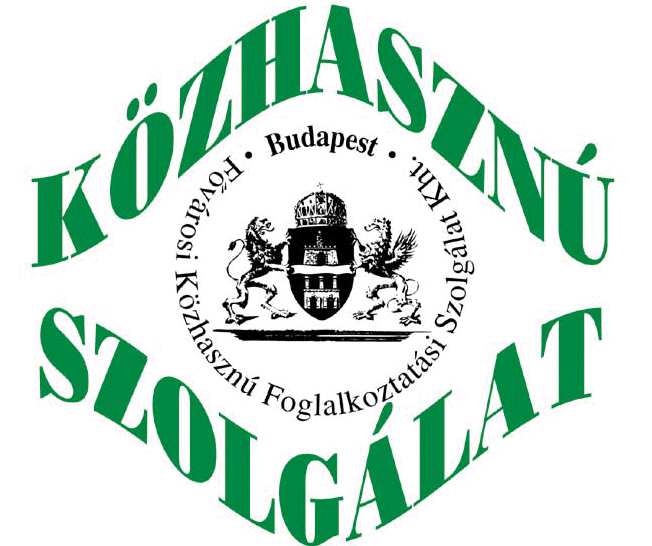 KÖZHASZNÚ
• Budapest •
Fővárosi Közhasznú Foglalkoztatási Szolgálat Kht.
SZOLGÁLAT